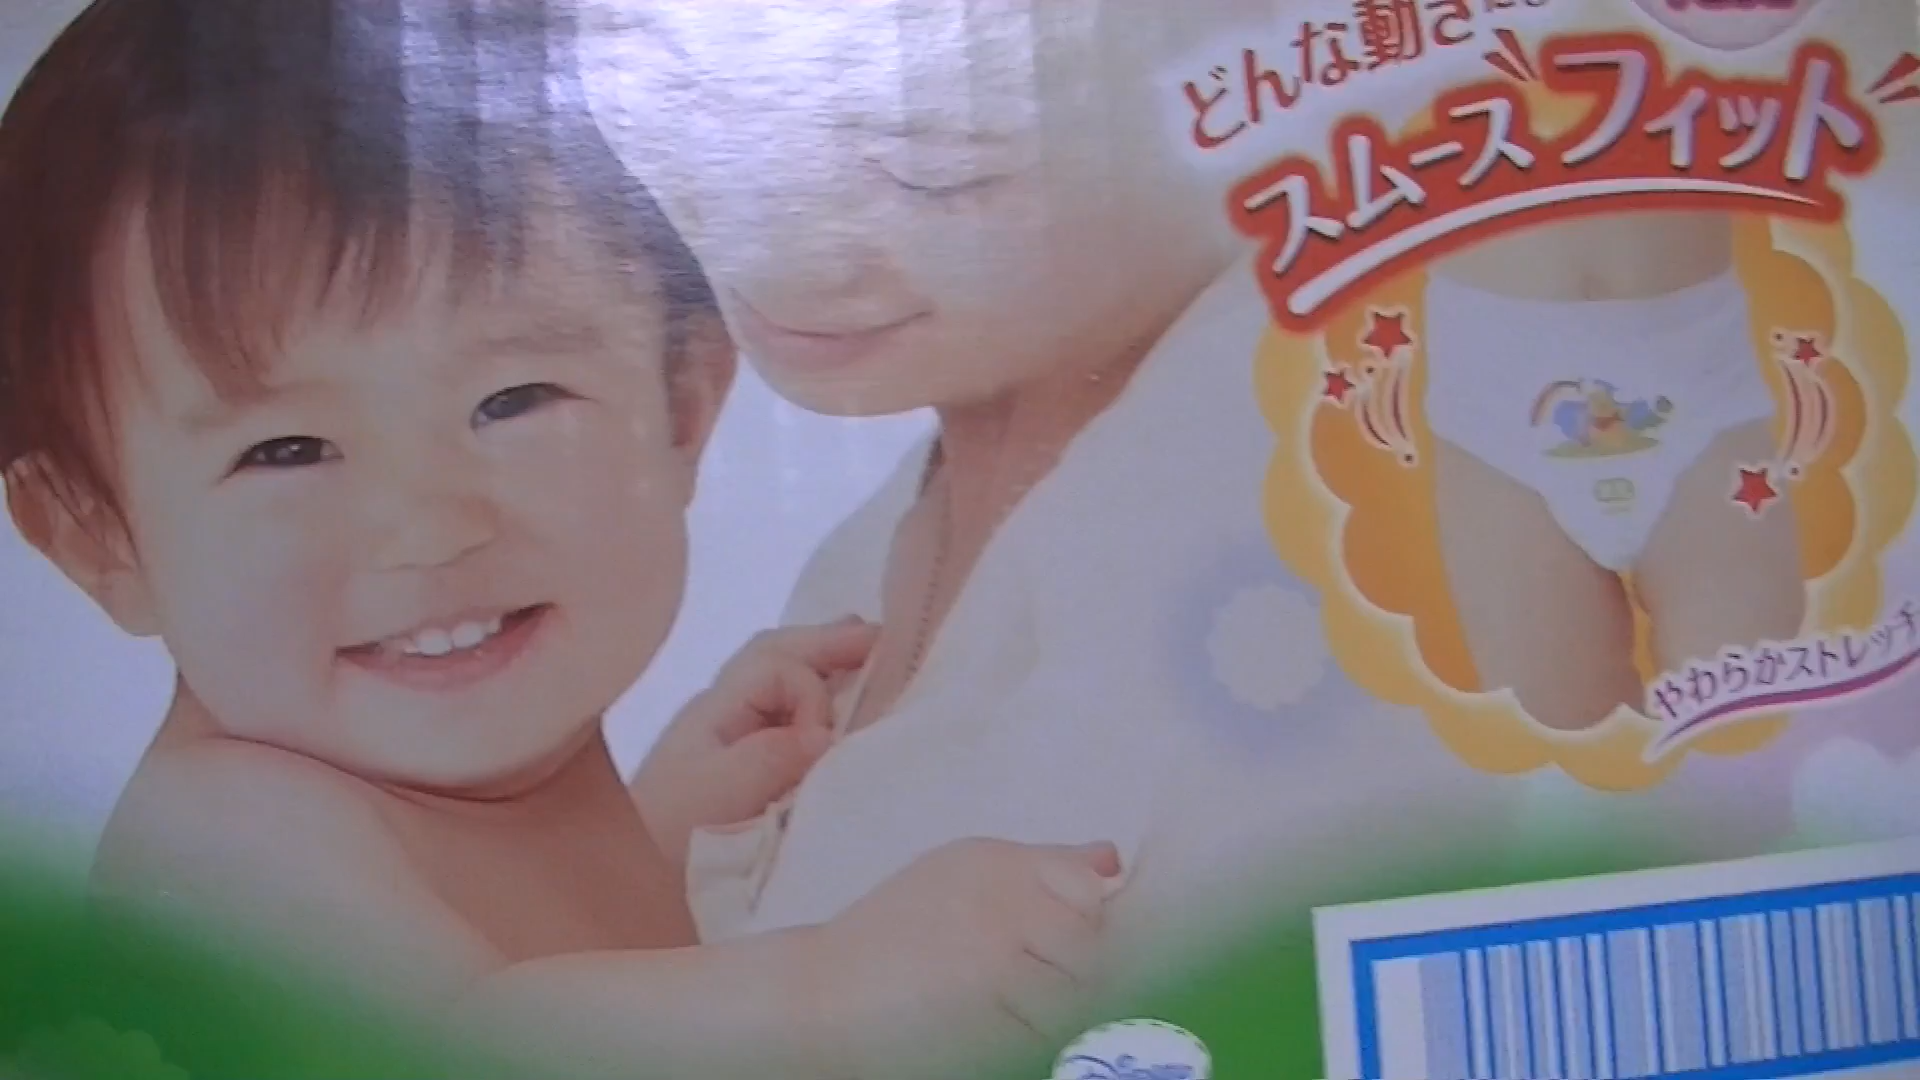 どんな動きにも
スムースフィット
やわらかストレッチ
Disney